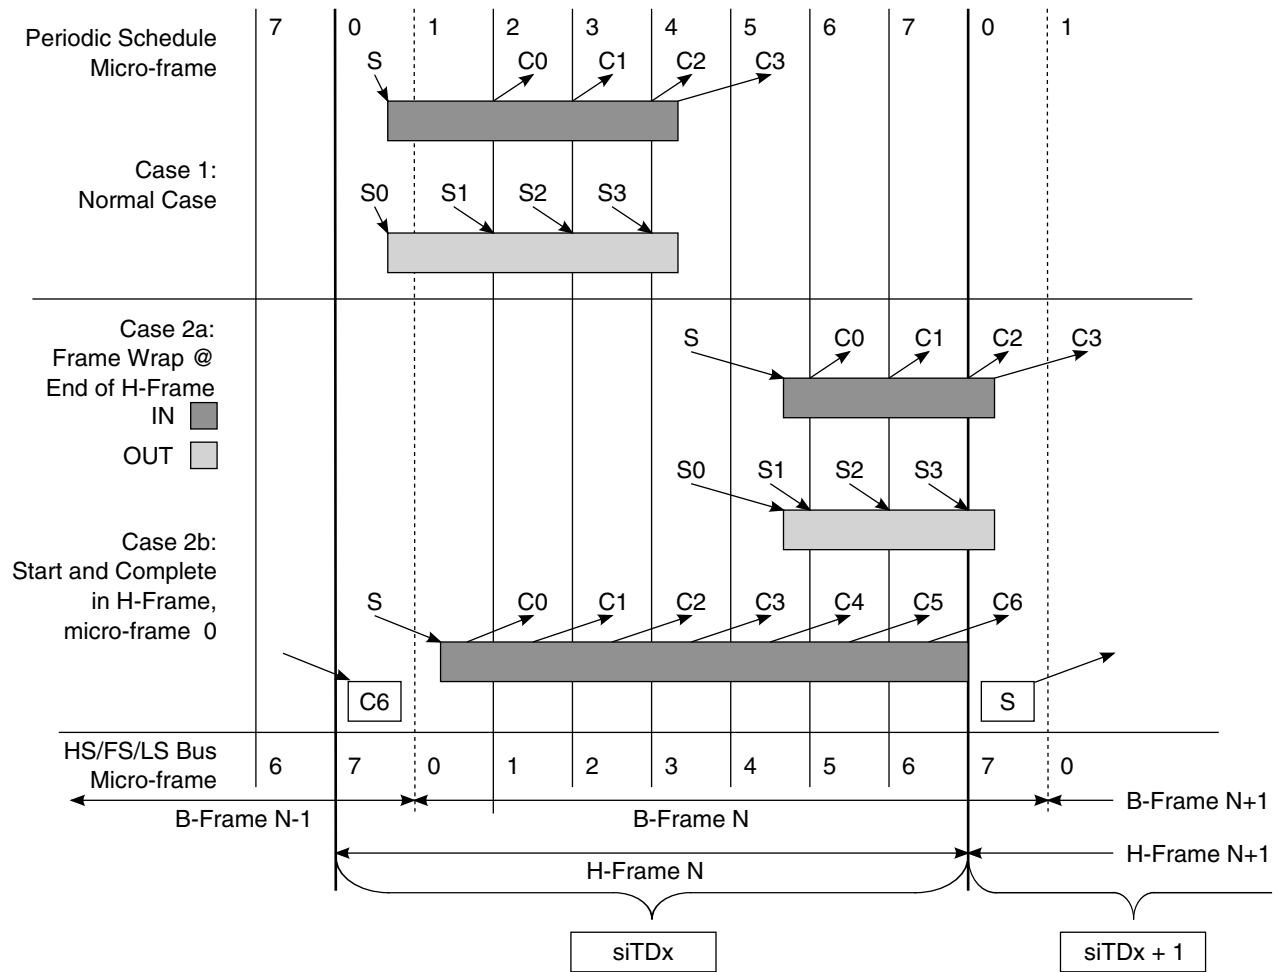 Periodic Schedule
Micro-frame
7 0 1 2 3 4 5 6 7 0 1
S C0 C1 C2 C3
Case 1:
Normal Case
S0 S1 S2 S3
Case 2a:
Frame Wrap @
End of H-Frame
S C0 C1 C2 C3
IN
OUT
S0 S1 S2 S3
Case 2b:
Start and Complete
in H-Frame,
micro-frame 0
S C0 C1 C2 C3 C4 C5 C6
C6
S
HS/FS/LS Bus
Micro-frame
6 7 0 1 2 3 4 5 6 7 0
B-Frame N-1
B-Frame N
B-Frame N+1
H-Frame N
H-Frame N+1
siTDx
siTDx + 1